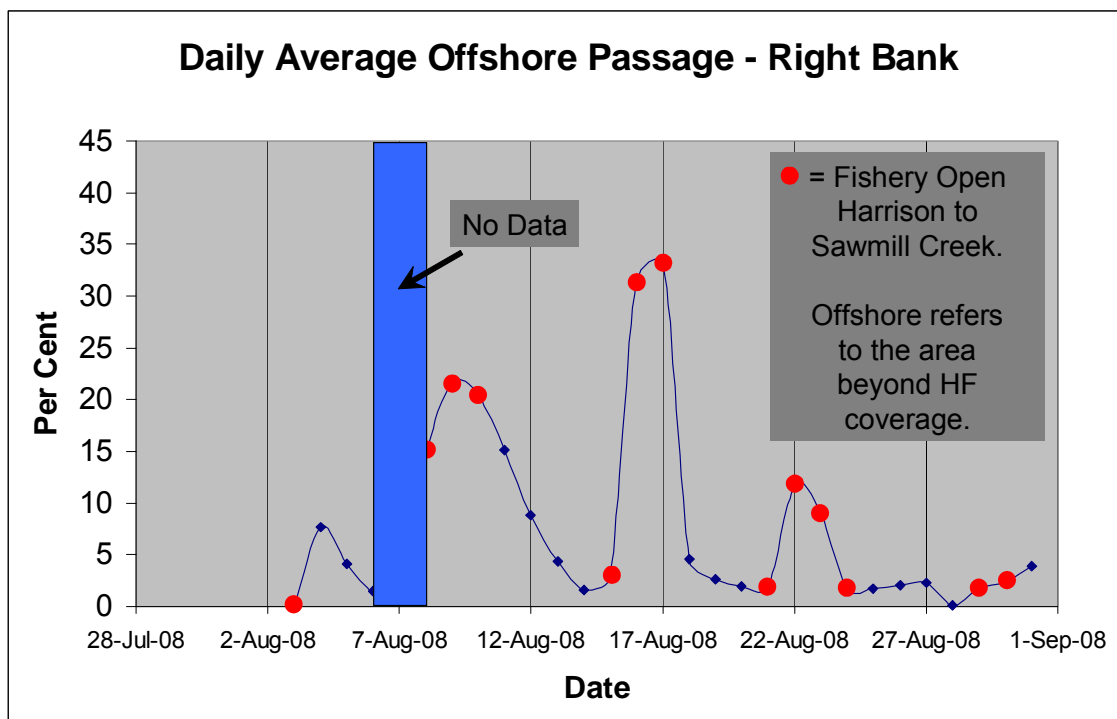 Daily Average Offshore Passage - Right Bank
45
40
35
30
25
20
15
10
5
0
Per Cent
No Data
= Fishery Open
Harrison to
Sawmill Creek.
Offshore refers
to the area
beyond HF
coverage.
28-Jul-08 2-Aug-08 7-Aug-08 12-Aug-08 17-Aug-08 22-Aug-08 27-Aug-08 1-Sep-08
Date